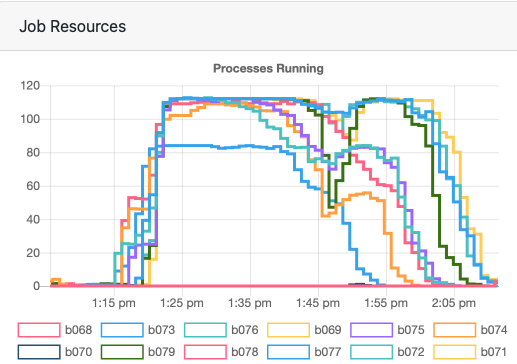 Job Resources
Processes Running
120
100
80
60
40
20
0
1:15 pm 1:25 pm 1:35 pm 1:45 pm 1:55 pm 2:05 pm
b068 b073 b076 b069 b075 b074
b070 b079 b078 b077 b072 b071